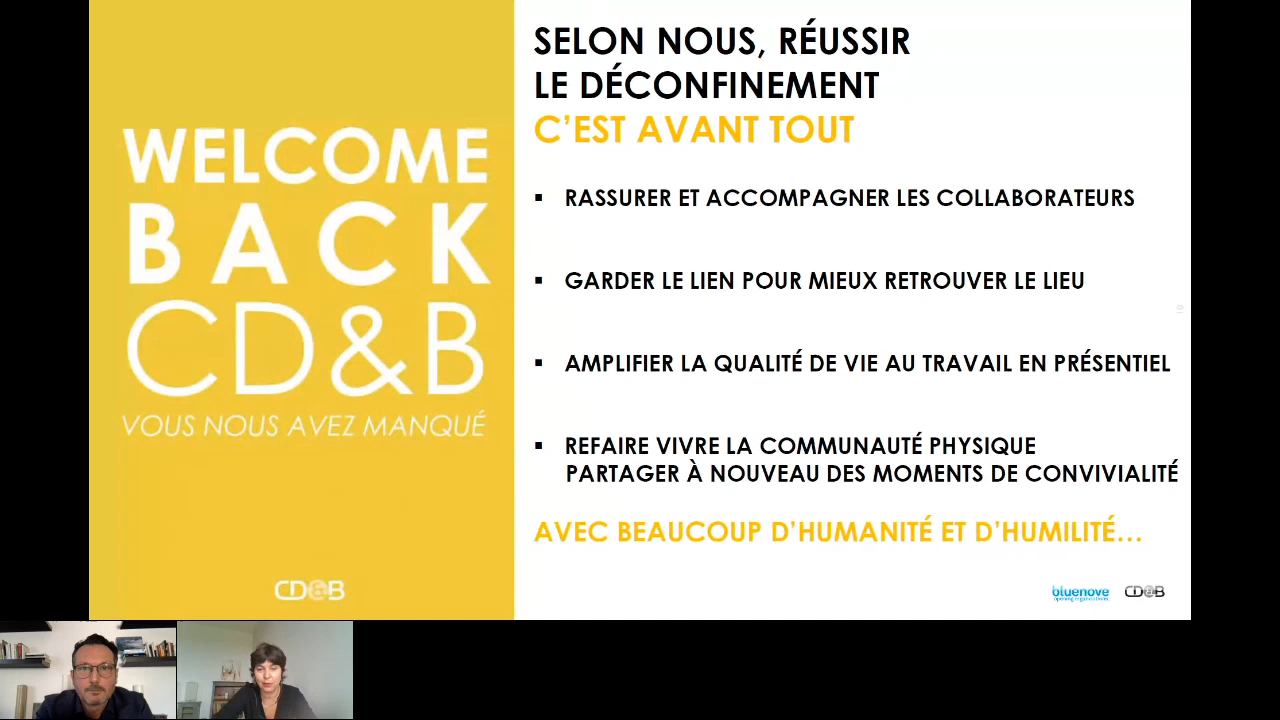 WELCOME
BACK
CD&B
VOUS NOUS AVEZ MANQUÉ
CD@B
SELON NOUS, RÉUSSIR
LE DÉCONFINEMENT
C'EST AVANT TOUT
▪ RASSURER ET ACCOMPAGNER LES COLLABORATEURS
▪ GARDER LE LIEN POUR MIEUX RETROUVER LE LIEU
▪ AMPLIFIER LA QUALITÉ DE VIE AU TRAVAIL EN PRÉSENTIEL
▪ REFAIRE VIVRE LA COMMUNAUTÉ PHYSIQUE
PARTAGER À NOUVEAU DES MOMENTS DE CONVIVIALITÉ
AVEC BEAUCOUP D'HUMANITÉ ET D'HUMILITÉ…
bluenove
opening organizations
CD@B